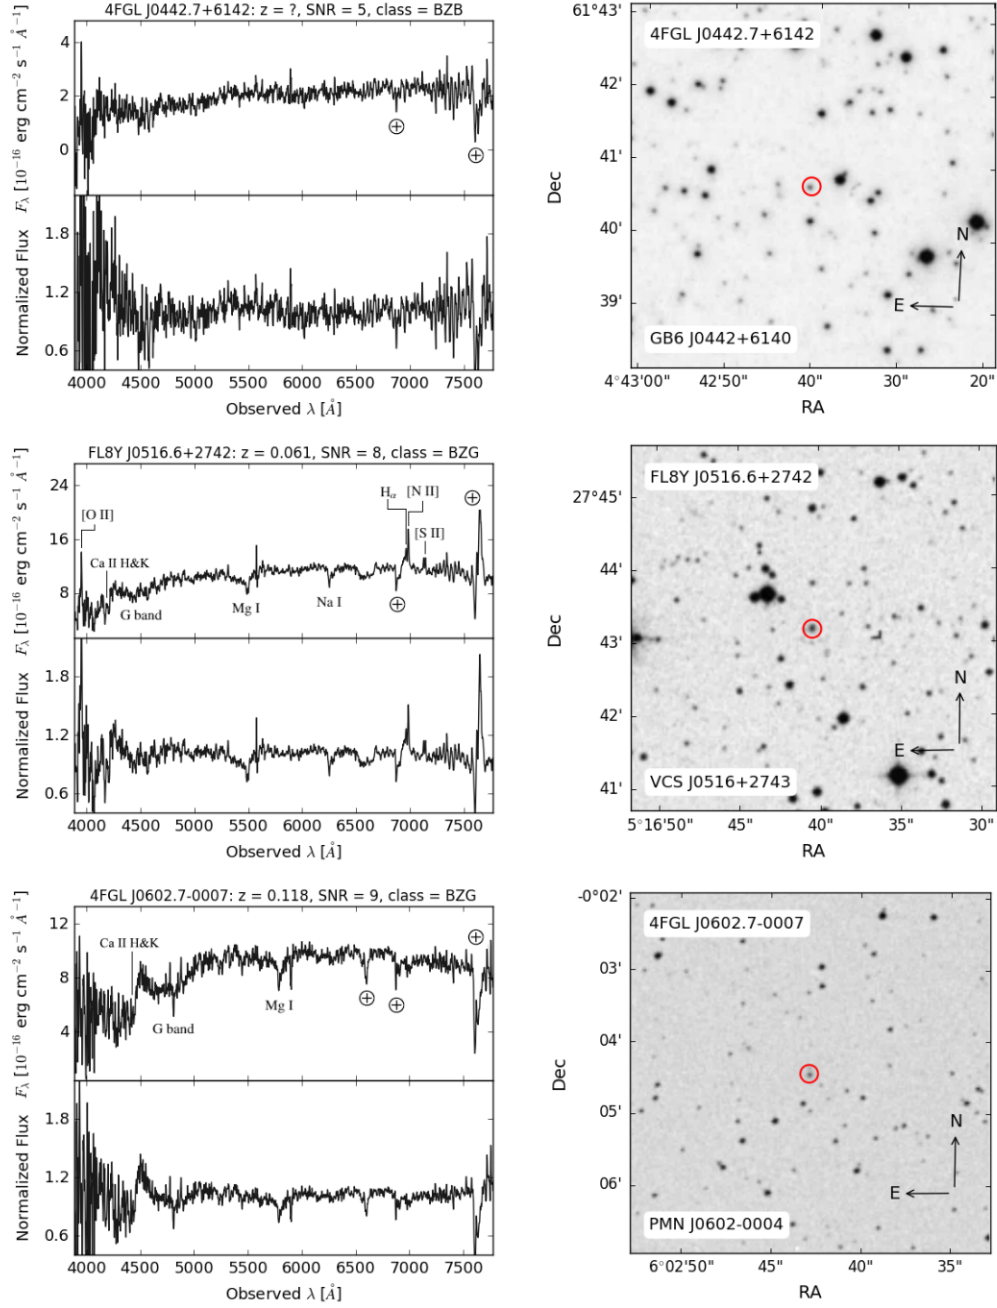 4FGL J0442.7+6142: z = ?, SNR = 5, class = BZB
F_λ [10⁻¹⁶ erg cm⁻² s⁻¹ Å⁻¹]
4
2
0
⊕
⊕
Normalized Flux
1.8
1.2
0.6
4000 4500 5000 5500 6000 6500 7000 7500
Observed λ [Å]
61°43'
42'
41'
40'
39'
Dec
4FGL J0442.7+6142
N
E
GB6 J0442+6140
4°43'00" 42'50" 40" 30" 20"
RA
FL8Y J0516.6+2742: z = 0.061, SNR = 8, class = BZG
F_λ [10⁻¹⁶ erg cm⁻² s⁻¹ Å⁻¹]
24
16
8
[O II]
Ca II H&K
G band
Mg I
Na I
Hα
[N II]
[S II]
⊕
⊕
Normalized Flux
1.8
1.2
0.6
4000 4500 5000 5500 6000 6500 7000 7500
Observed λ [Å]
27°45'
44'
43'
42'
41'
Dec
FL8Y J0516.6+2742
N
E
VCS J0516+2743
5°16'50" 45" 40" 35" 30"
RA
4FGL J0602.7-0007: z = 0.118, SNR = 9, class = BZG
F_λ [10⁻¹⁶ erg cm⁻² s⁻¹ Å⁻¹]
12
8
4
Ca II H&K
G band
Mg I
⊕
⊕
⊕
Normalized Flux
1.8
1.2
0.6
4000 4500 5000 5500 6000 6500 7000 7500
Observed λ [Å]
-0°02'
03'
04'
05'
06'
Dec
4FGL J0602.7-0007
N
E
PMN J0602-0004
6°02'50" 45" 40" 35"
RA